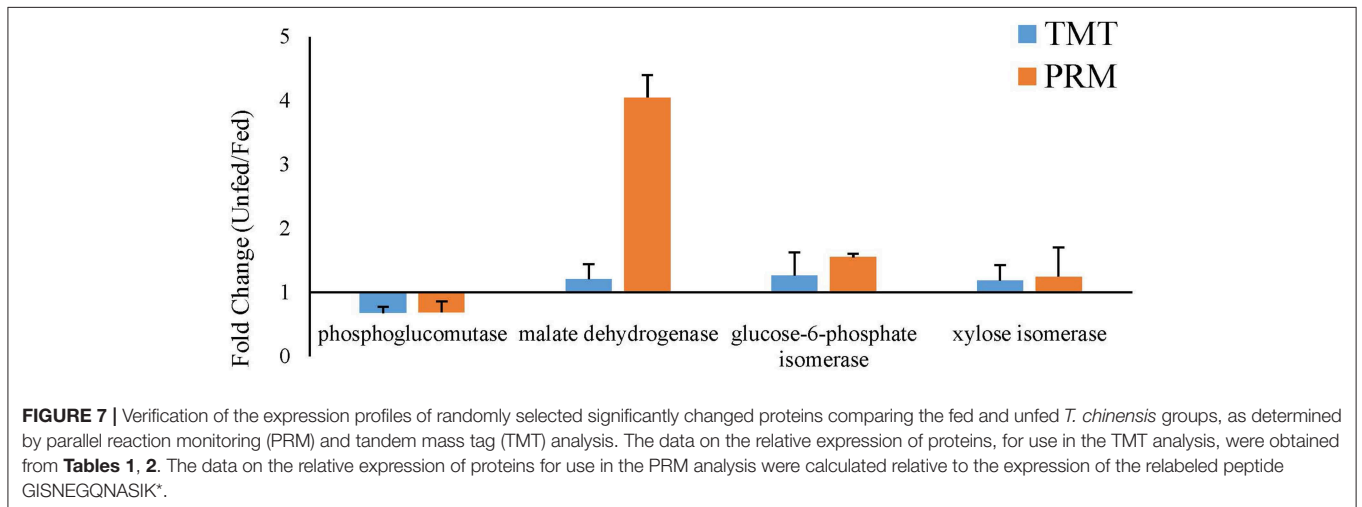 5
4
3
2
1
0
Fold Change (Unfed/Fed)
TMT
PRM
phosphoglucomutase malate dehydrogenase glucose-6-phosphate isomerase xylose isomerase
FIGURE 7 | Verification of the expression profiles of randomly selected significantly changed proteins comparing the fed and unfed T. chinensis groups, as determined
by parallel reaction monitoring (PRM) and tandem mass tag (TMT) analysis. The data on the relative expression of proteins, for use in the TMT analysis, were obtained
from Tables 1, 2. The data on the relative expression of proteins for use in the PRM analysis were calculated relative to the expression of the relabeled peptide
GISNEGQNASIK*.